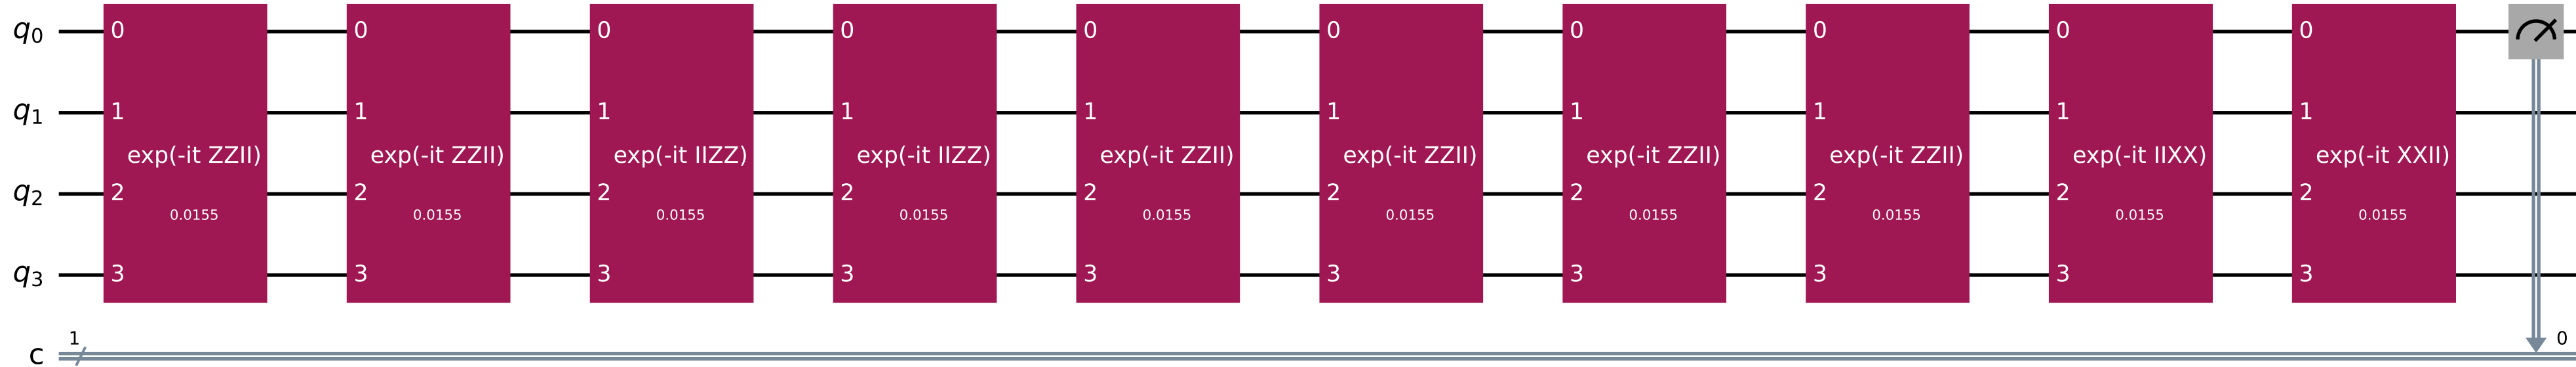 q0 0 0 0 0 0 0 0 0 0 0
q1 1 1 1 1 1 1 1 1 1 1
exp(-it ZZII) exp(-it ZZII) exp(-it IIZZ) exp(-it IIZZ) exp(-it ZZII) exp(-it ZZII) exp(-it ZZII) exp(-it ZZII) exp(-it IIXX) exp(-it XXII)
q2 2 2 2 2 2 2 2 2 2 2
0.0155 0.0155 0.0155 0.0155 0.0155 0.0155 0.0155 0.0155 0.0155 0.0155
q3 3 3 3 3 3 3 3 3 3 3
1 0
c